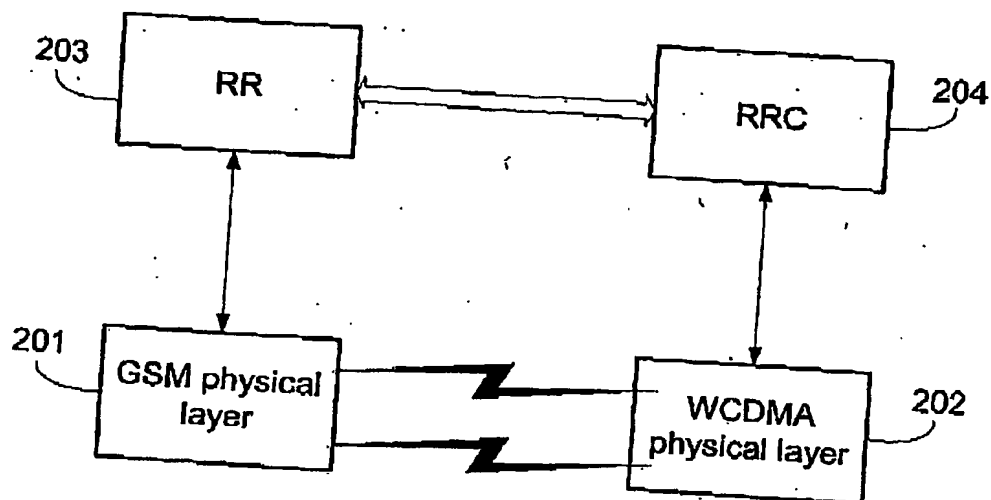 203
RR
RRC
204
201
GSM physical
layer
WCDMA
physical layer
202